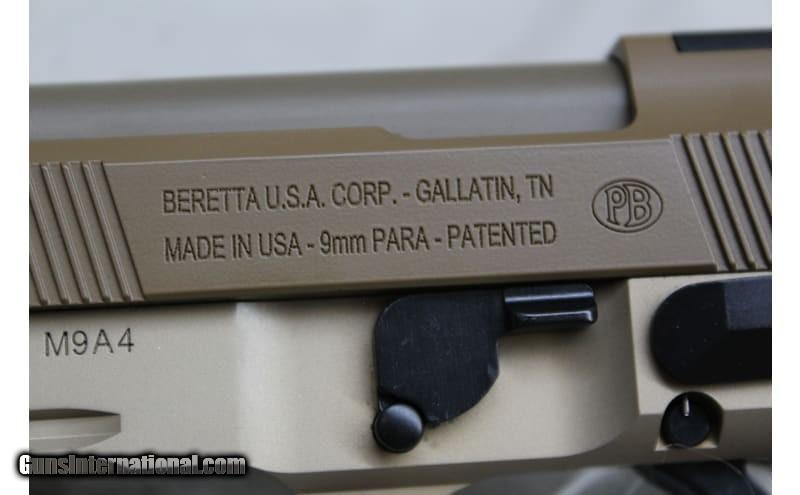 BERETTA U.S.A. CORP. - GALLATIN, TN
MADE IN USA - 9mm PARA - PATENTED
PB
M9A4
GunsInternational.com